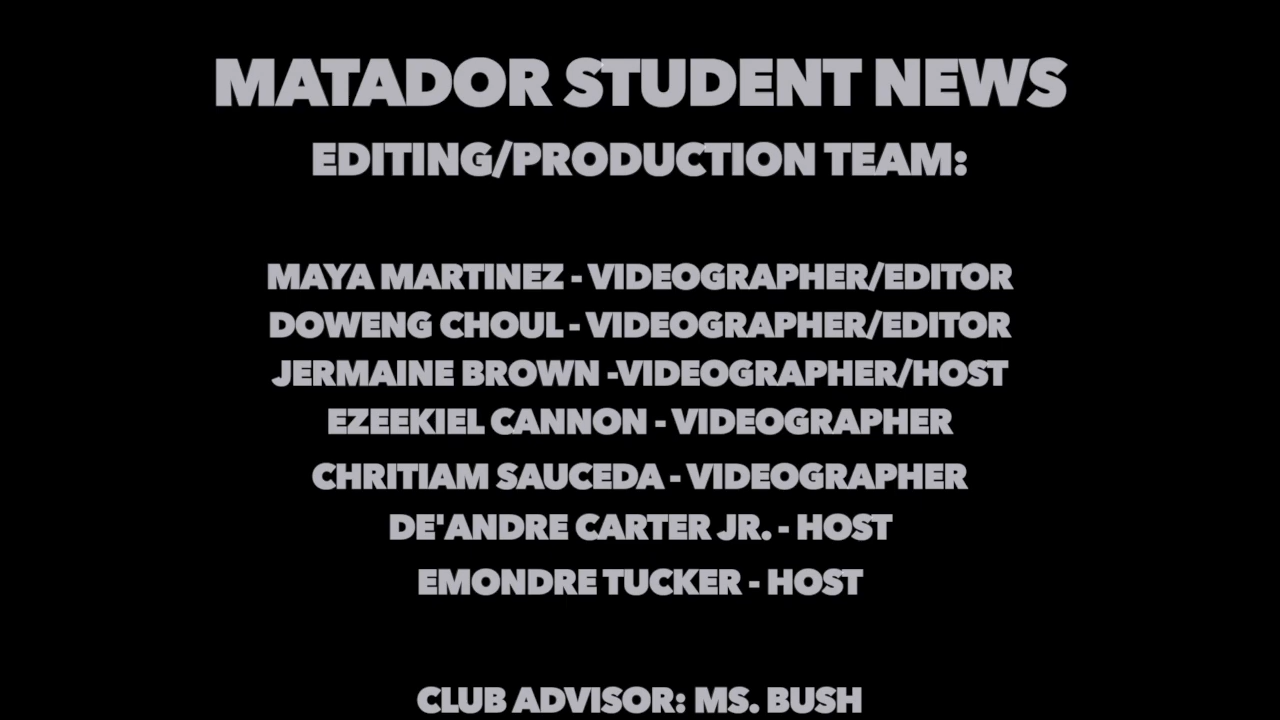 MATADOR STUDENT NEWS
EDITING/PRODUCTION TEAM:
MAYA MARTINEZ - VIDEOGRAPHER/EDITOR
DOWENG CHOUL - VIDEOGRAPHER/EDITOR
JERMAINE BROWN -VIDEOGRAPHER/HOST
EZEEKIEL CANNON - VIDEOGRAPHER
CHRITIAM SAUCEDA - VIDEOGRAPHER
DE'ANDRE CARTER JR. - HOST
EMONDRE TUCKER - HOST
CLUB ADVISOR: MS. BUSH